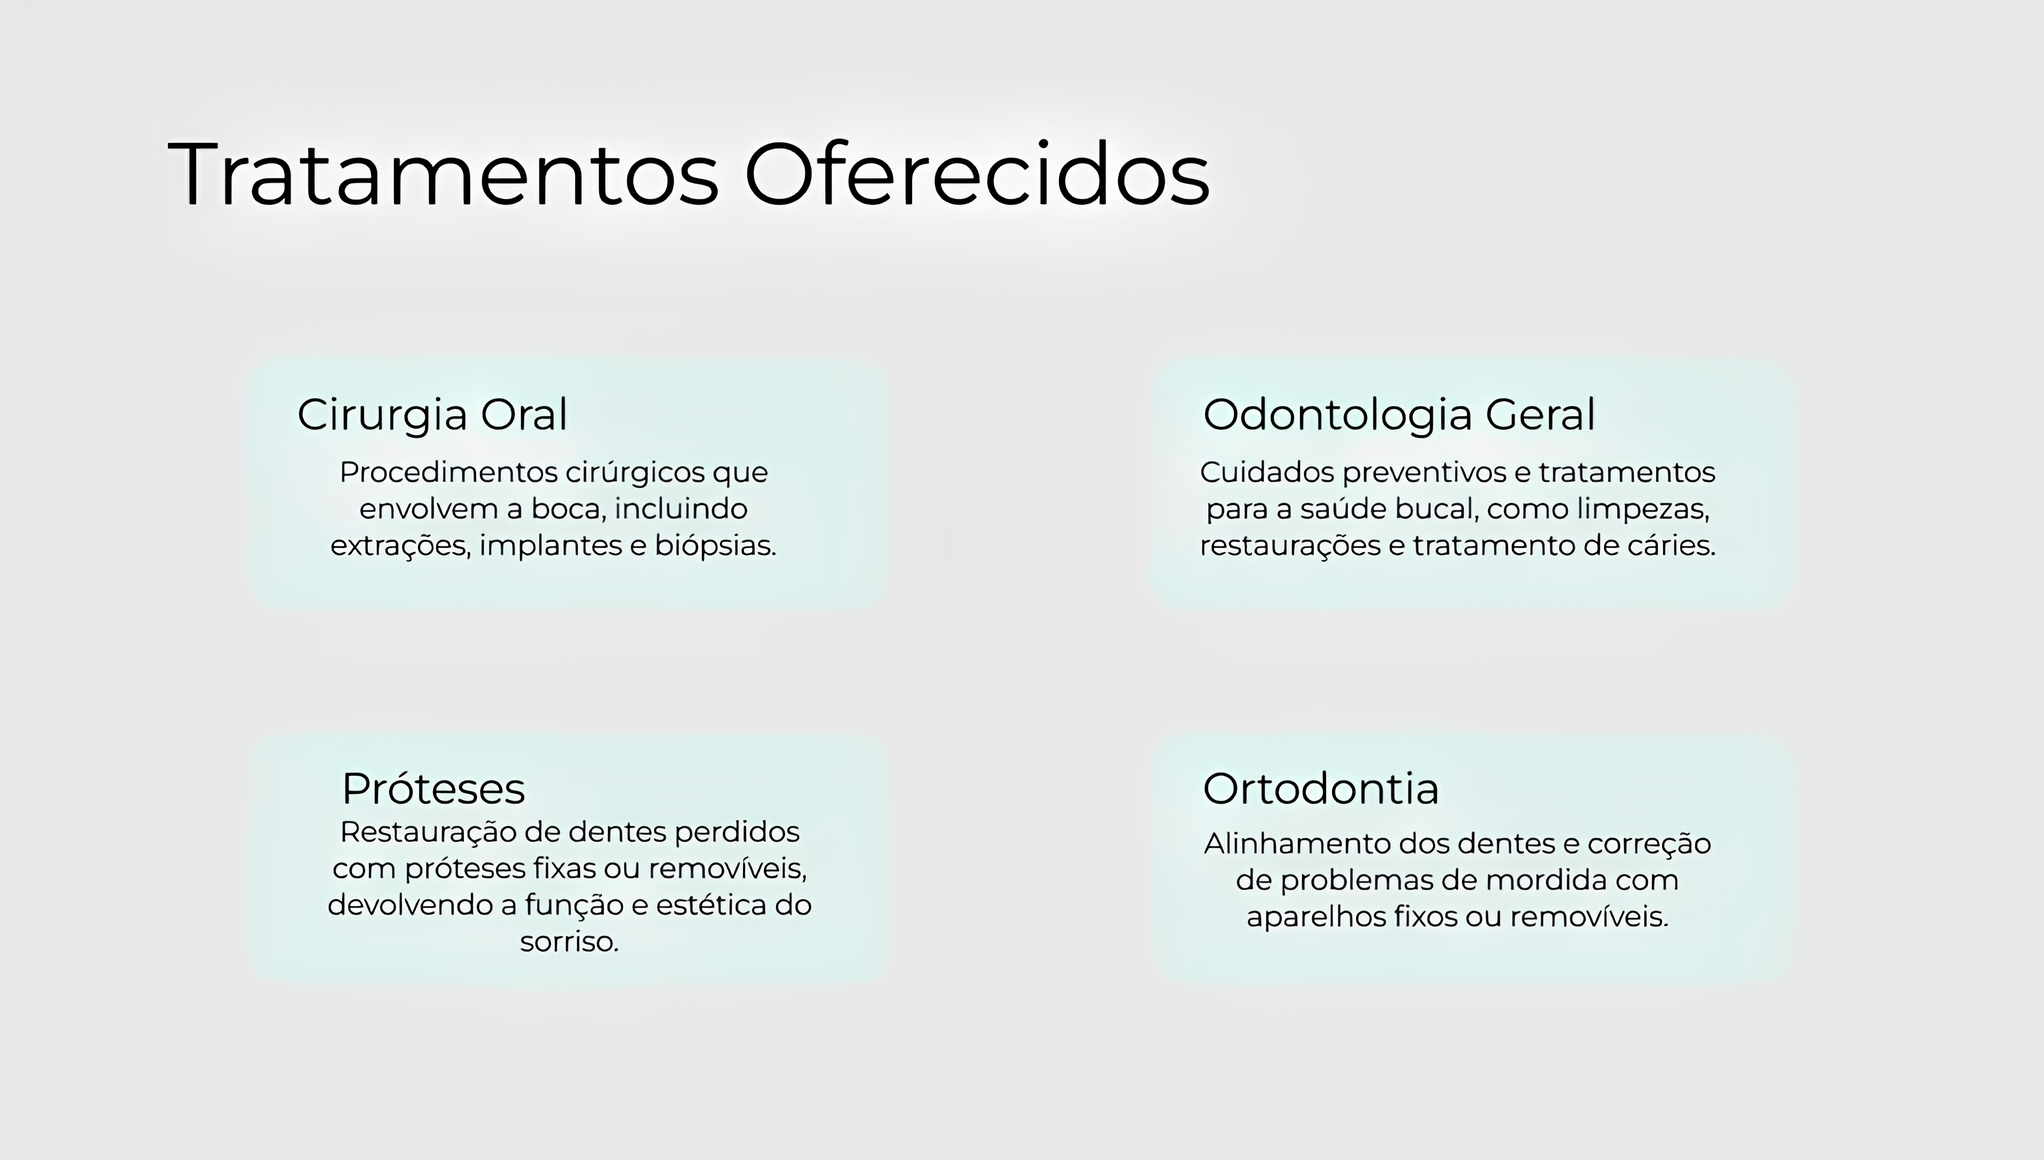 Tratamentos Oferecidos
Cirurgia Oral
Procedimentos cirúrgicos que
envolvem a boca, incluindo
extrações, implantes e biópsias.
Odontologia Geral
Cuidados preventivos e tratamentos
para a saúde bucal, como limpezas,
restaurações e tratamento de cáries.
Próteses
Restauração de dentes perdidos
com próteses fixas ou removíveis,
devolvendo a função e estética do
sorriso.
Ortodontia
Alinhamento dos dentes e correção
de problemas de mordida com
aparelhos fixos ou removíveis.